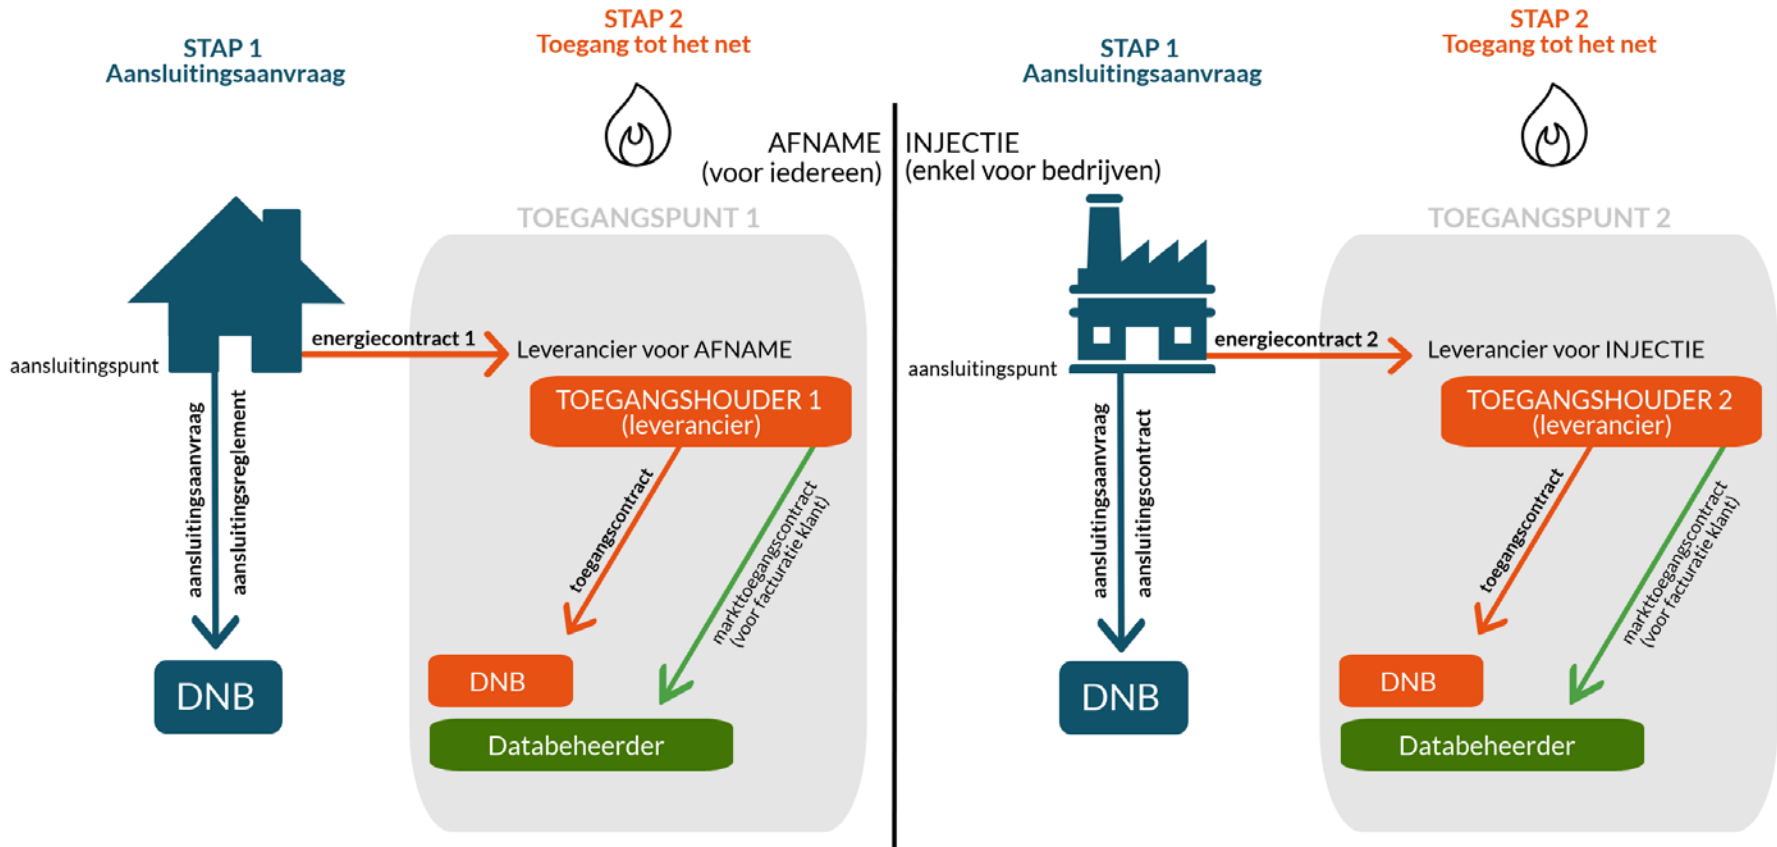 STAP 1
Aansluitingsaanvraag
STAP 2
Toegang tot het net
AFNAME
(voor iedereen)
TOEGANGSPUNT 1
aansluitingspunt
energiecontract 1
Leverancier voor AFNAME
TOEGANGSHOUDER 1
(leverancier)
aansluitingsaanvraag
aansluitingsreglement
toegangscontract
markttoegangscontract
(voor facturatie klant)
DNB
DNB
Databeheerder
STAP 1
Aansluitingsaanvraag
STAP 2
Toegang tot het net
INJECTIE
(enkel voor bedrijven)
TOEGANGSPUNT 2
aansluitingspunt
energiecontract 2
Leverancier voor INJECTIE
TOEGANGSHOUDER 2
(leverancier)
aansluitingsaanvraag
aansluitingscontract
toegangscontract
markttoegangscontract
(voor facturatie klant)
DNB
DNB
Databeheerder